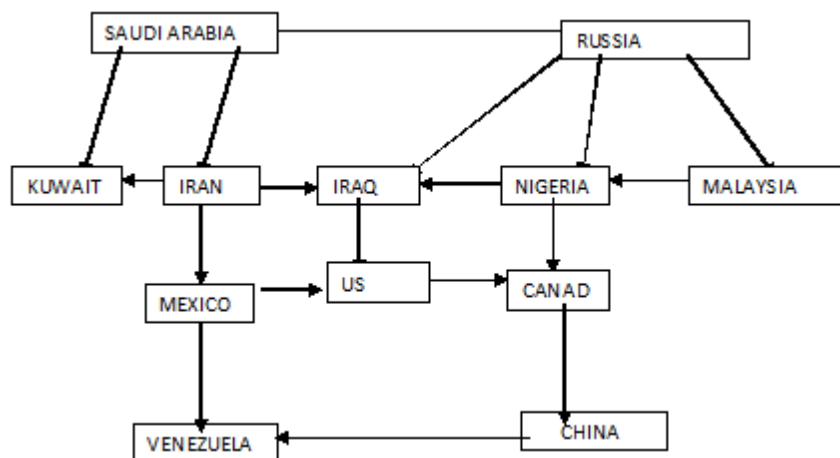 SAUDI ARABIA
RUSSIA
KUWAIT
IRAN
IRAQ
NIGERIA
MALAYSIA
MEXICO
US
CANAD
VENEZUELA
CHINA